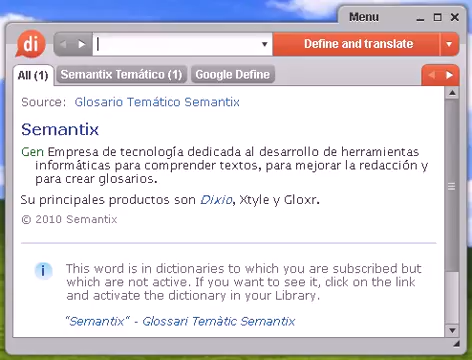 Menu
di
Define and translate
All (1)
Semantix Temático (1)
Google Define
Source: Glosario Temático Semantix
Semantix
Gen Empresa de tecnología dedicada al desarrollo de herramientas
informáticas para comprender textos, para mejorar la redacción y
para crear glosarios.
Su principales productos son Dixio, Xtyle y Gloxr.
© 2010 Semantix
i
This word is in dictionaries to which you are subscribed but
which are not active. If you want to see it, click on the link
and activate the dictionary in your Library.
"Semantix" - Glossari Temàtic Semantix